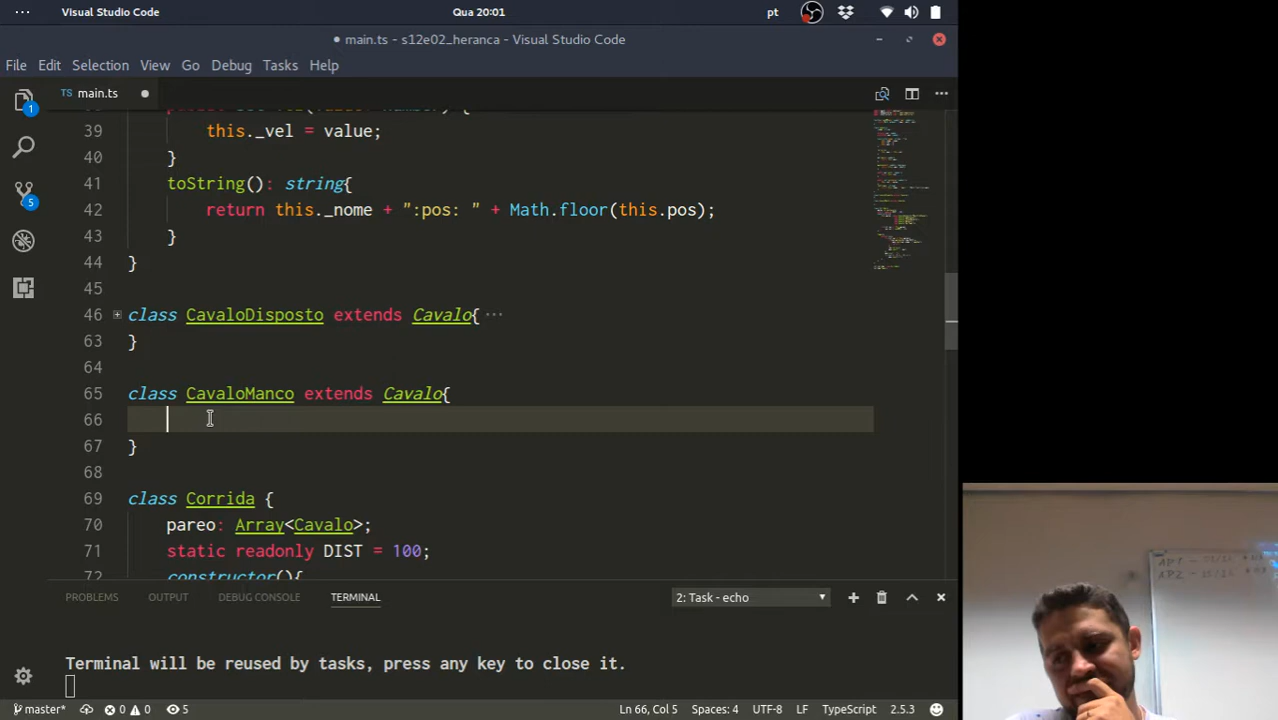 Visual Studio Code
Qua 20:01
pt
main.ts - s12e02_heranca - Visual Studio Code
File Edit Selection View Go Debug Tasks Help
main.ts
39 this._vel = value;
40 }
41 toString(): string{
42 return this._nome + ":pos: " + Math.floor(this.pos);
43 }
44 }
45
46 class CavaloDisposto extends Cavalo{ ...
63 }
64
65 class CavaloManco extends Cavalo{
66
67 }
68
69 class Corrida {
70 pareo: Array<Cavalo>;
71 static readonly DIST = 100;
72 constructor(){
PROBLEMS OUTPUT DEBUG CONSOLE TERMINAL 2: Task - echo
Terminal will be reused by tasks, press any key to close it.
master* 0 0 5 Ln 66, Col 5 Spaces: 4 UTF-8 LF TypeScript 2.5.3
1
5